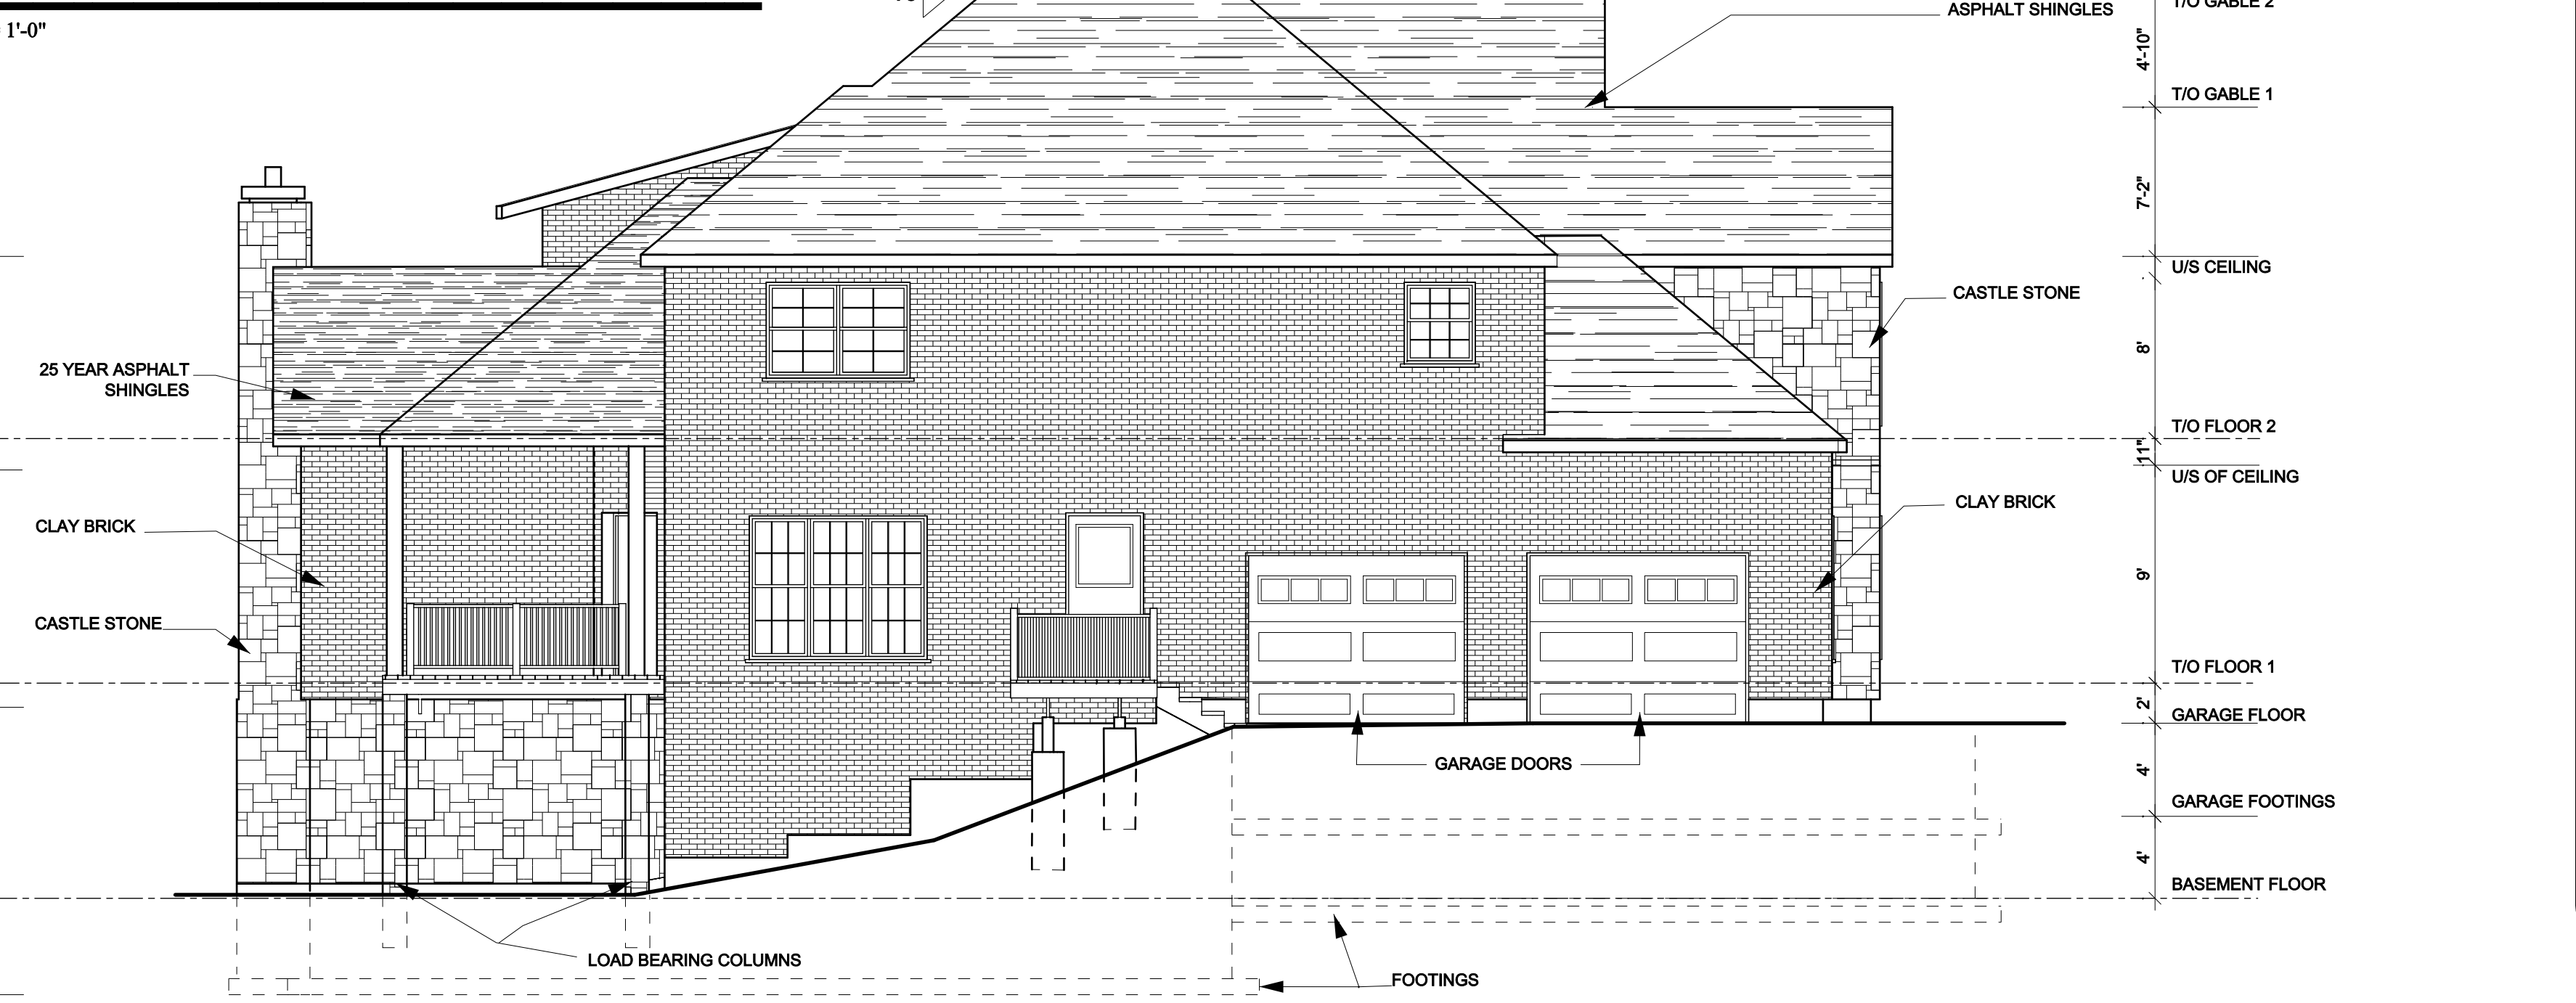 1'-0"
ASPHALT SHINGLES
T/O GABLE 2
4'-10"
T/O GABLE 1
7'-2"
U/S CEILING
CASTLE STONE
8'
25 YEAR ASPHALT
SHINGLES
T/O FLOOR 2
11"
U/S OF CEILING
CLAY BRICK
CLAY BRICK
9'
CASTLE STONE
T/O FLOOR 1
2'
GARAGE FLOOR
GARAGE DOORS
4'
GARAGE FOOTINGS
4'
BASEMENT FLOOR
LOAD BEARING COLUMNS
FOOTINGS